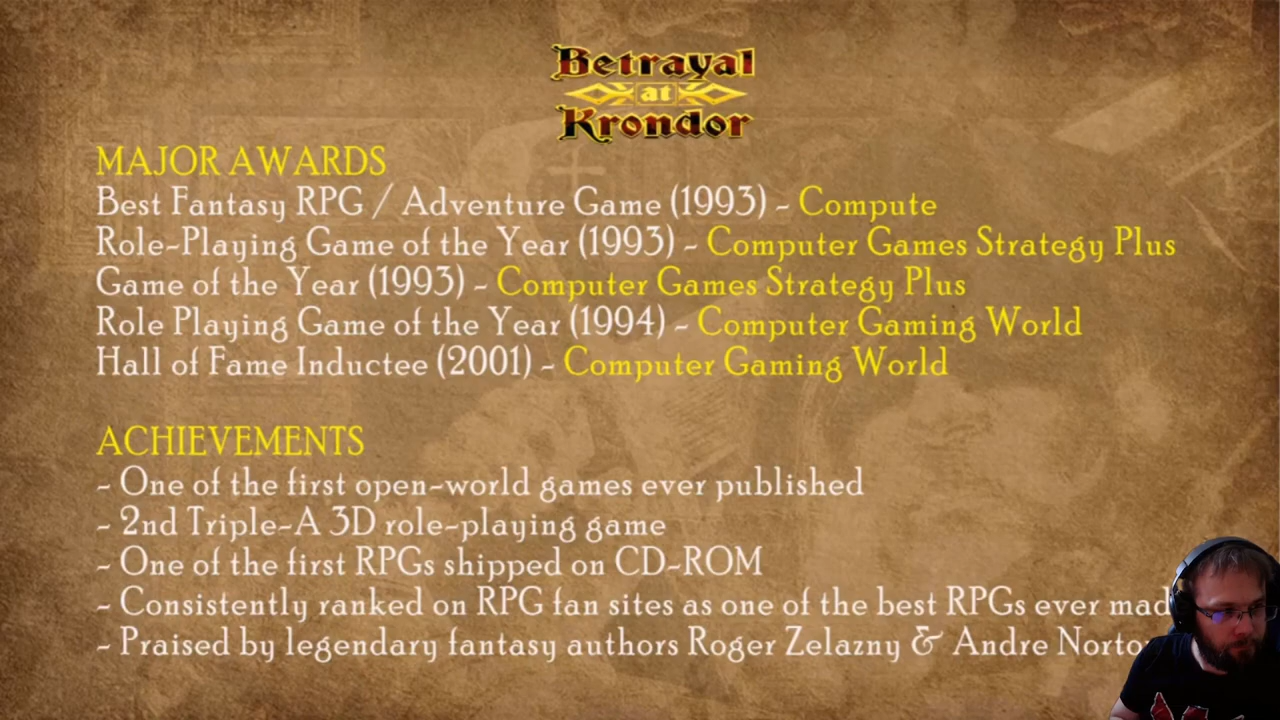 Betrayal
at
Krondor
MAJOR AWARDS
Best Fantasy RPG / Adventure Game (1993) - Compute
Role-Playing Game of the Year (1993) - Computer Games Strategy Plus
Game of the Year (1993) - Computer Games Strategy Plus
Role Playing Game of the Year (1994) - Computer Gaming World
Hall of Fame Inductee (2001) - Computer Gaming World
ACHIEVEMENTS
- One of the first open-world games ever published
- 2nd Triple-A 3D role-playing game
- One of the first RPGs shipped on CD-ROM
- Consistently ranked on RPG fan sites as one of the best RPGs ever mad
- Praised by legendary fantasy authors Roger Zelazny & Andre Norto